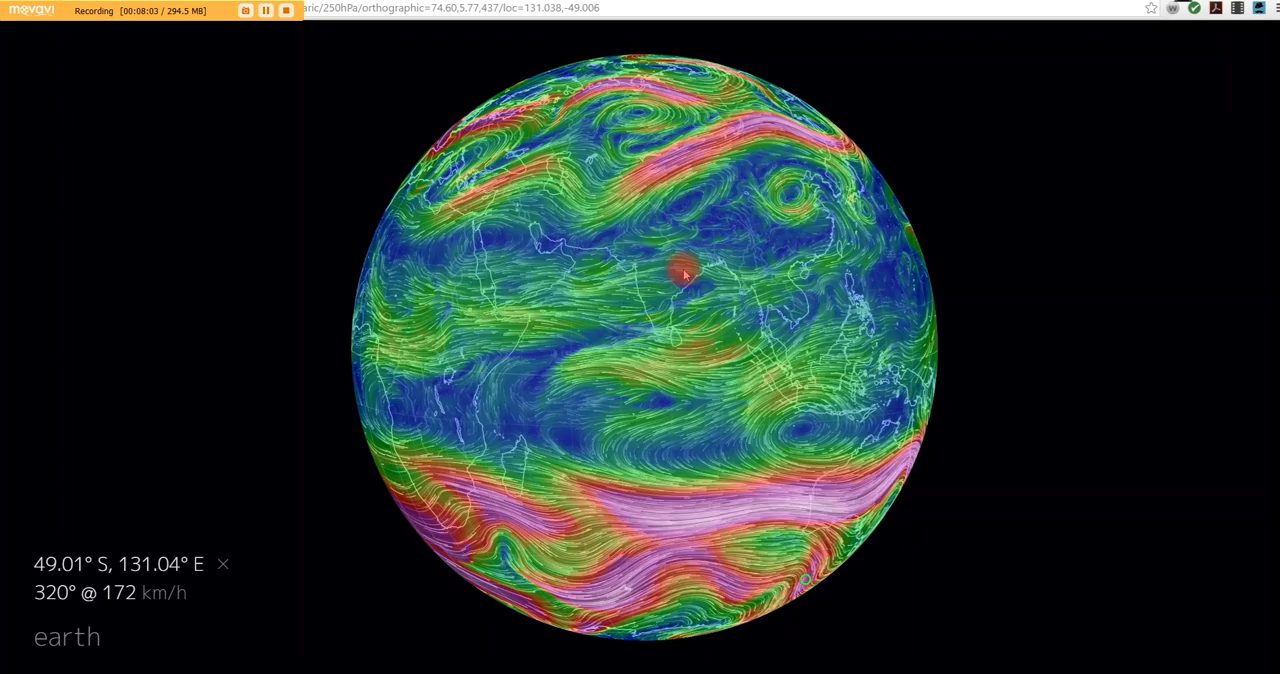 movavi Recording [00:08:03 / 294.5 MB]
aric/250hPa/orthographic=74.60,5.77,437/loc=131.038,-49.006
49.01° S, 131.04° E ×
320° @ 172 km/h
earth